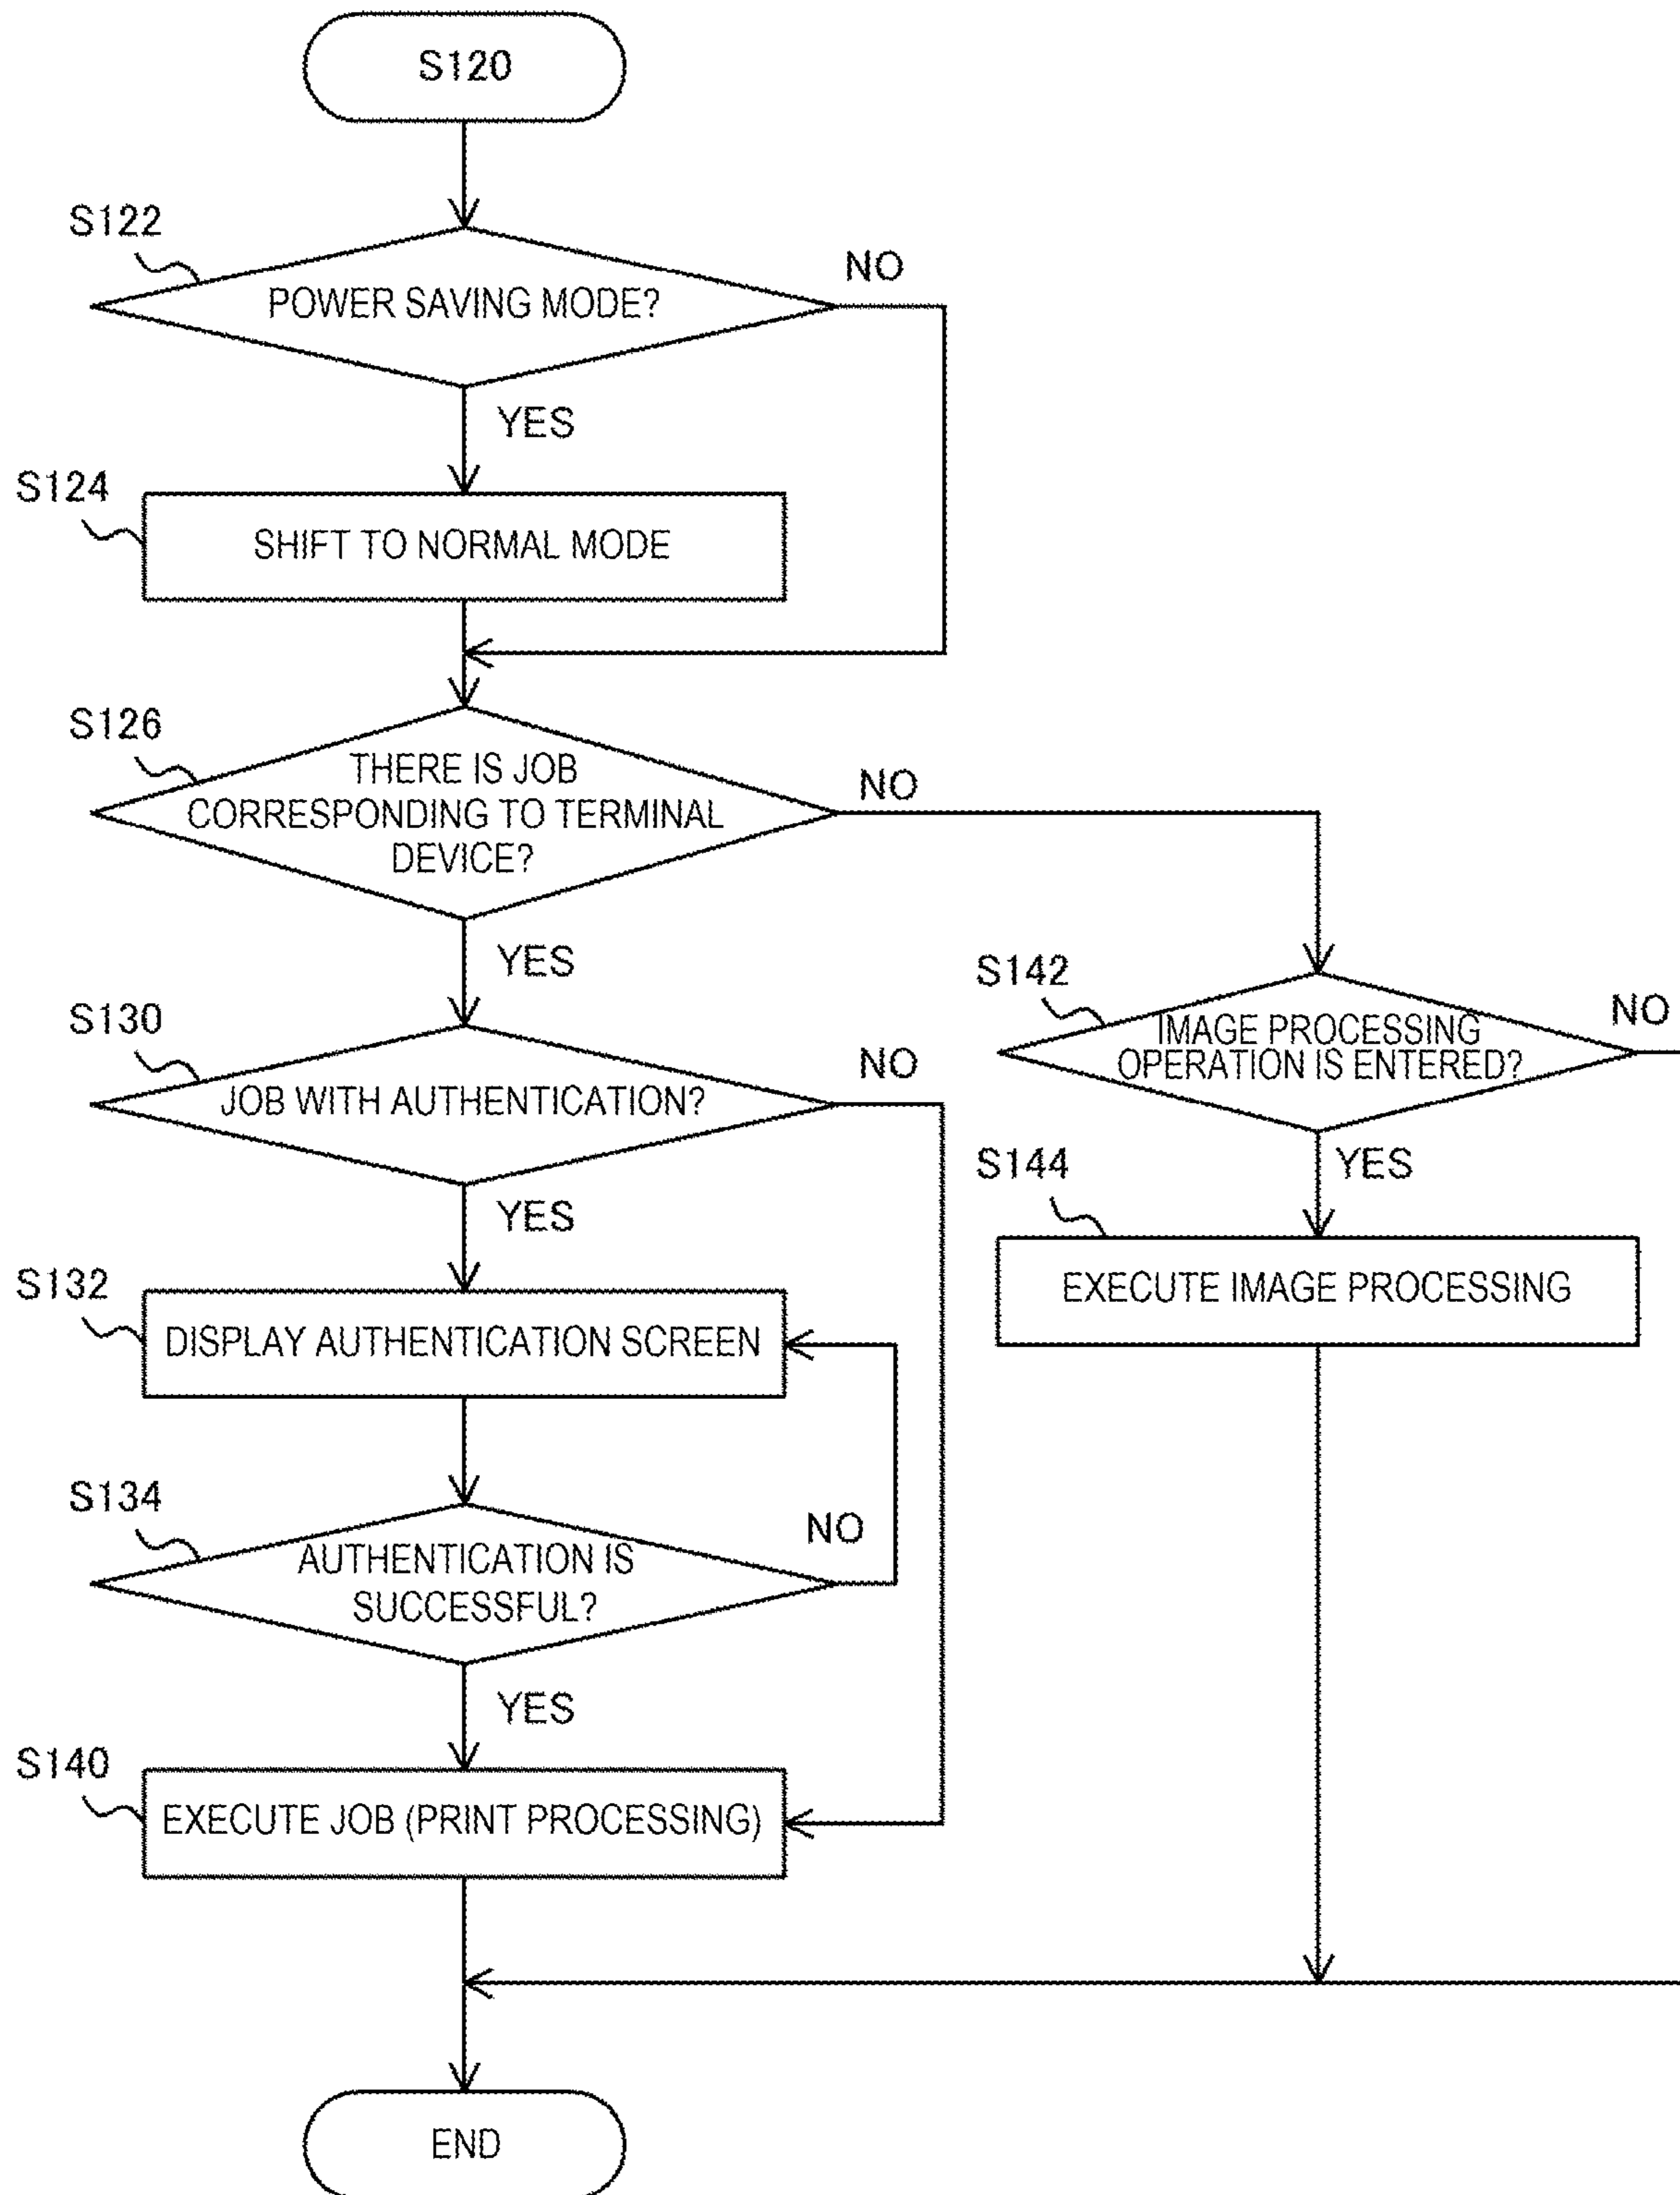 S120
S122
NO
POWER SAVING MODE?
YES
S124
SHIFT TO NORMAL MODE
S126
THERE IS JOB
CORRESPONDING TO TERMINAL
DEVICE?
NO
YES
S142
IMAGE PROCESSING
OPERATION IS ENTERED?
NO
S130
JOB WITH AUTHENTICATION?
NO
YES
S144
YES
EXECUTE IMAGE PROCESSING
S132
DISPLAY AUTHENTICATION SCREEN
S134
AUTHENTICATION IS
SUCCESSFUL?
NO
YES
S140
EXECUTE JOB (PRINT PROCESSING)
END